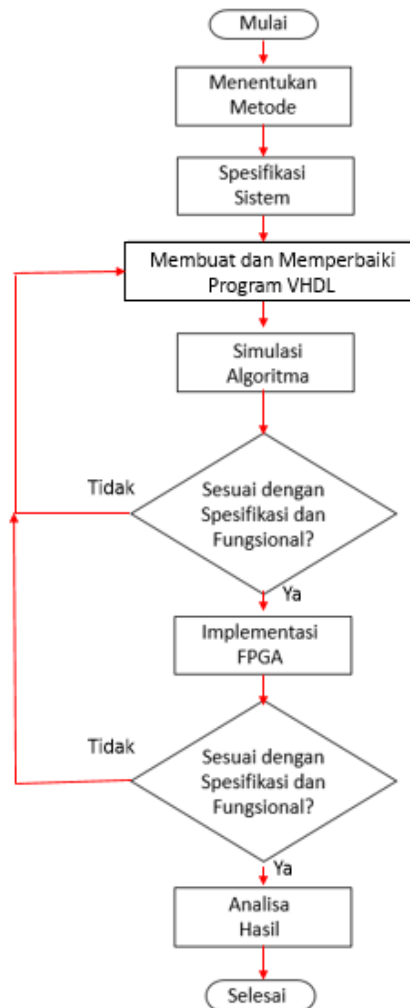 Mulai
Menentukan
Metode
Spesifikasi
Sistem
Membuat dan Memperbaiki
Program VHDL
Simulasi
Algoritma
Tidak
Sesuai dengan
Spesifikasi dan
Fungsional?
Ya
Implementasi
FPGA
Tidak
Sesuai dengan
Spesifikasi dan
Fungsional?
Ya
Analisa
Hasil
Selesai